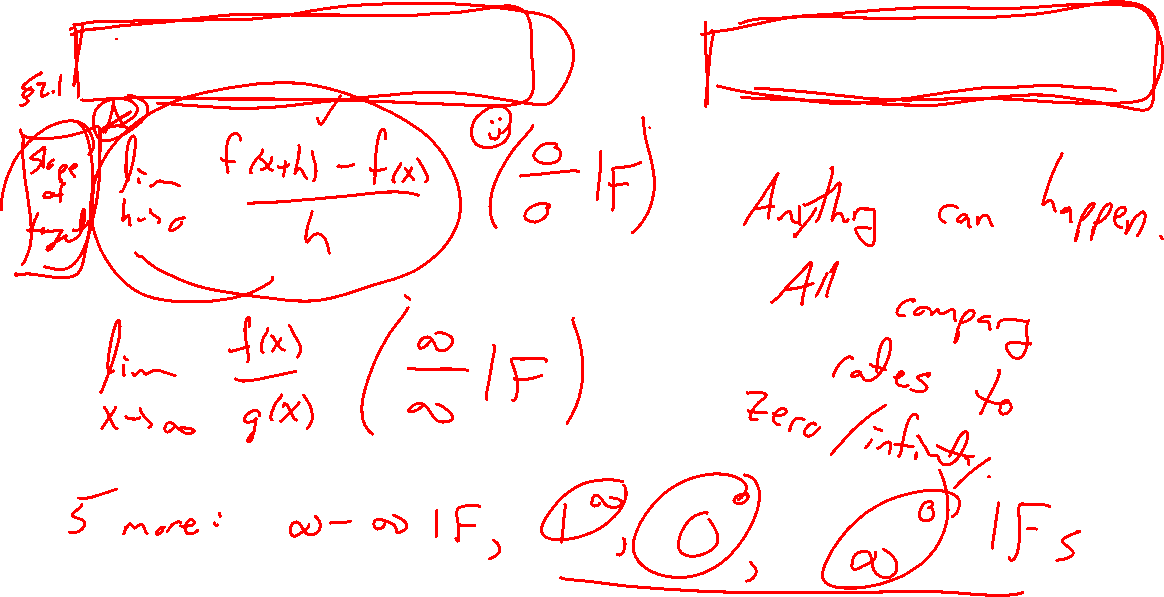 §2.1
A
slope of tangent
lim h→0 f(x+h) - f(x) / h (0/0 IF)
Anything can happen.
All comparing
rates to
zero/infinity.
lim x→∞ f(x)/g(x) (∞/∞ IF)
5 more: ∞-∞ IF, 1^∞, 0^0, ∞^0 IFs